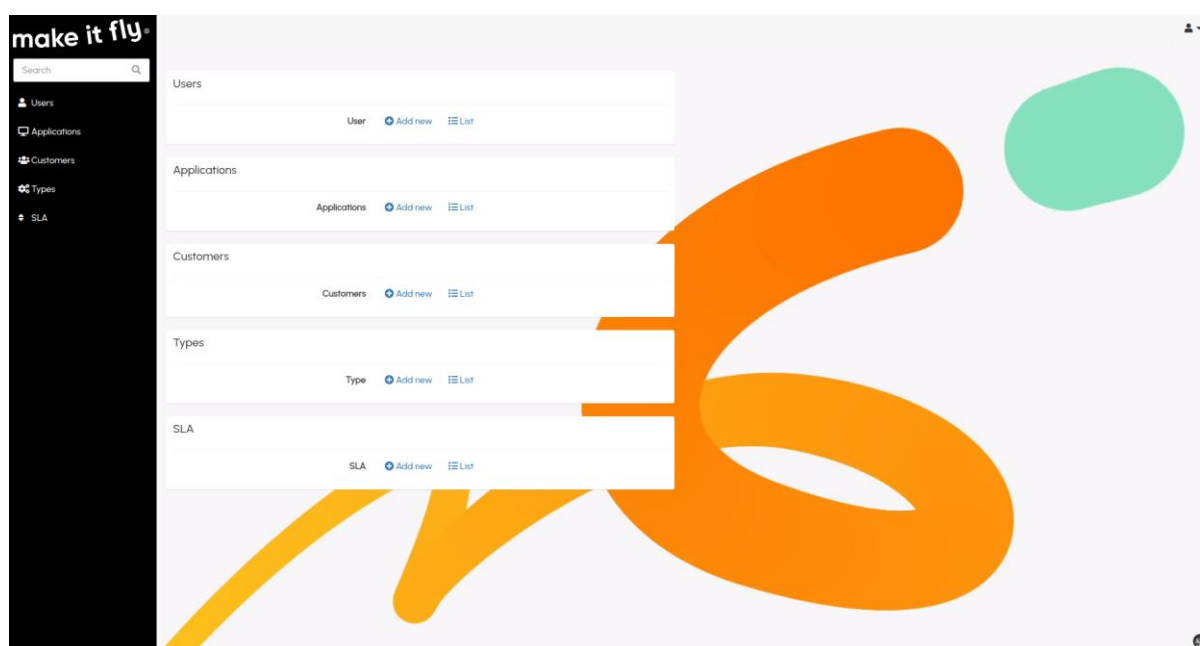 make it fly®
Search
Users
Applications
Customers
Types
SLA
Users
User Add new List
Applications
Applications Add new List
Customers
Customers Add new List
Types
Type Add new List
SLA
SLA Add new List